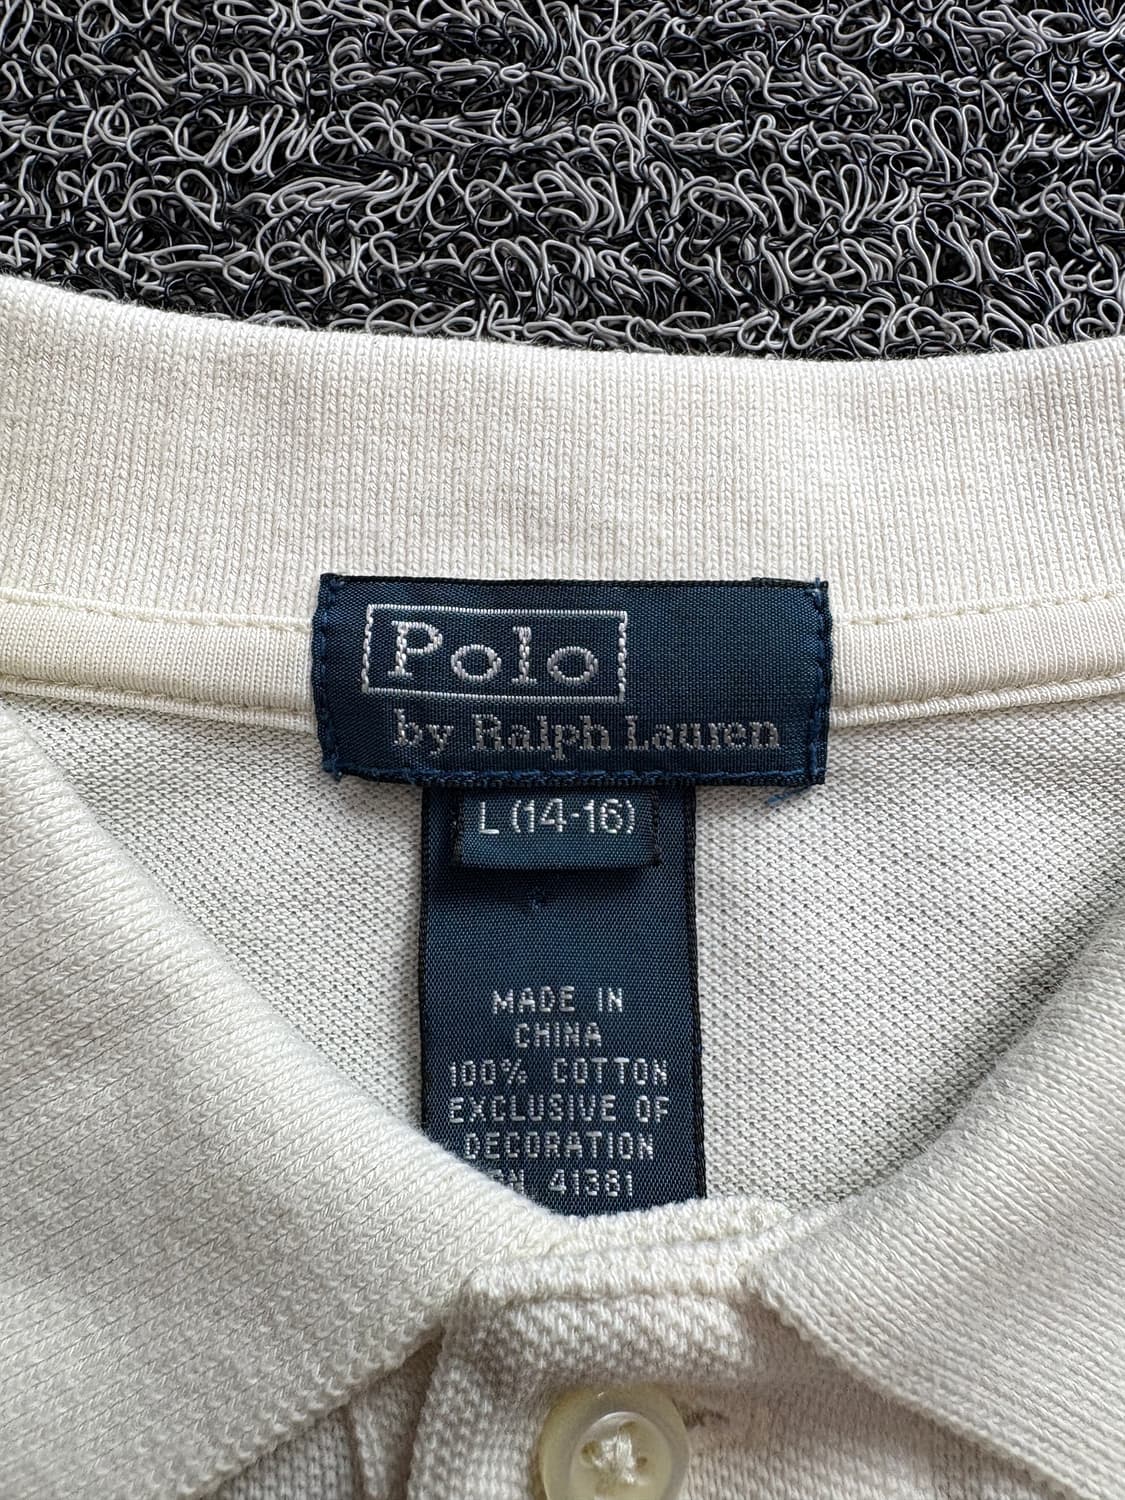 Polo
by Ralph Lauren
L (14-16)
MADE IN
CHINA
100% COTTON
EXCLUSIVE OF
DECORATION
41381